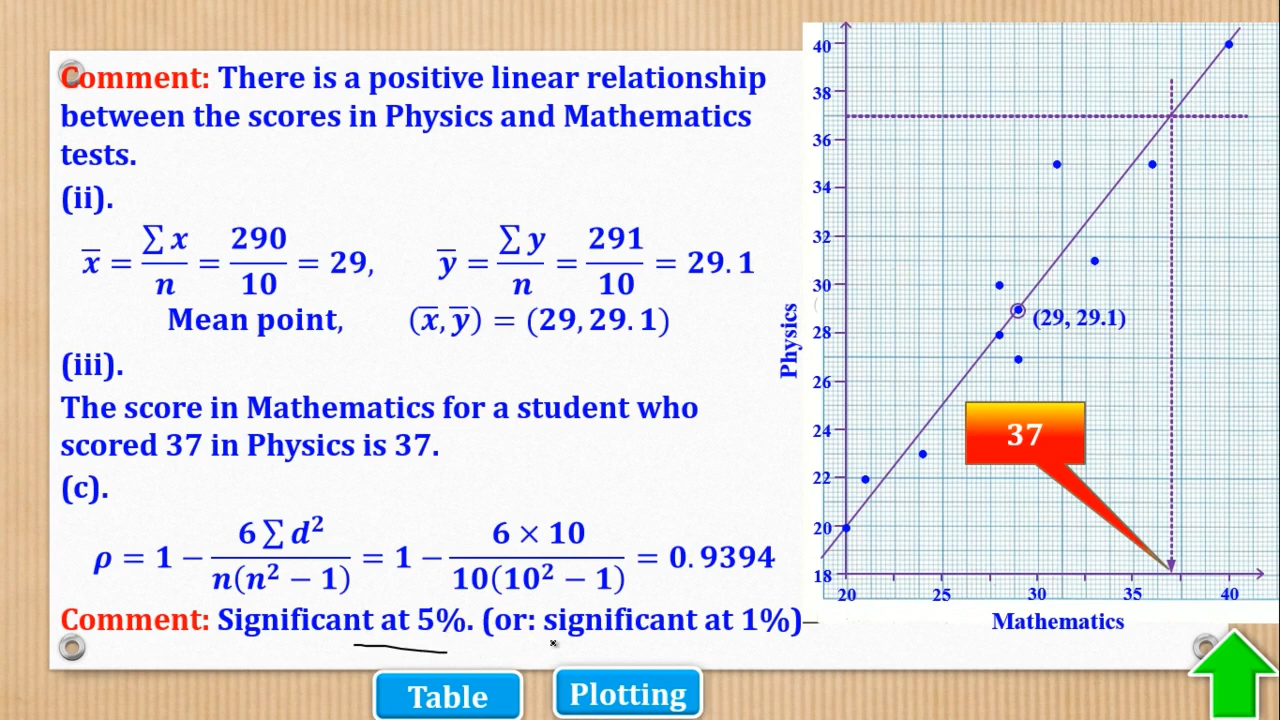 Comment: There is a positive linear relationship
between the scores in Physics and Mathematics
tests.
(ii).
x̅ = ∑ x / n = 290 / 10 = 29, y̅ = ∑ y / n = 291 / 10 = 29.1
Mean point, (x̅, y̅) = (29, 29.1)
(iii).
The score in Mathematics for a student who
scored 37 in Physics is 37.
(c).
ρ = 1 − 6 ∑ d² / n(n² − 1) = 1 − 6 × 10 / 10(10² − 1) = 0.9394
Comment: Significant at 5%. (or: significant at 1%)
40
38
36
34
32
30
28
26
24
22
20
18
Physics
(29, 29.1)
37
20 25 30 35 40
Mathematics
Table
Plotting